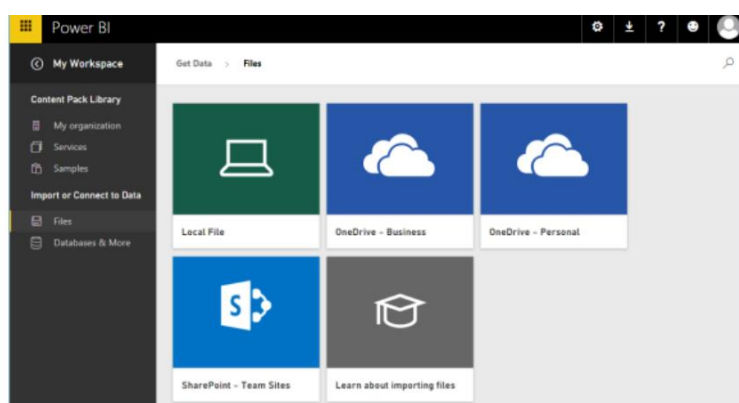 Power BI
?
My Workspace
Get Data > Files
Content Pack Library
My organization
Services
Samples
Import or Connect to Data
Files
Databases & More
Local File
OneDrive – Business
OneDrive – Personal
S
SharePoint – Team Sites
Learn about importing files